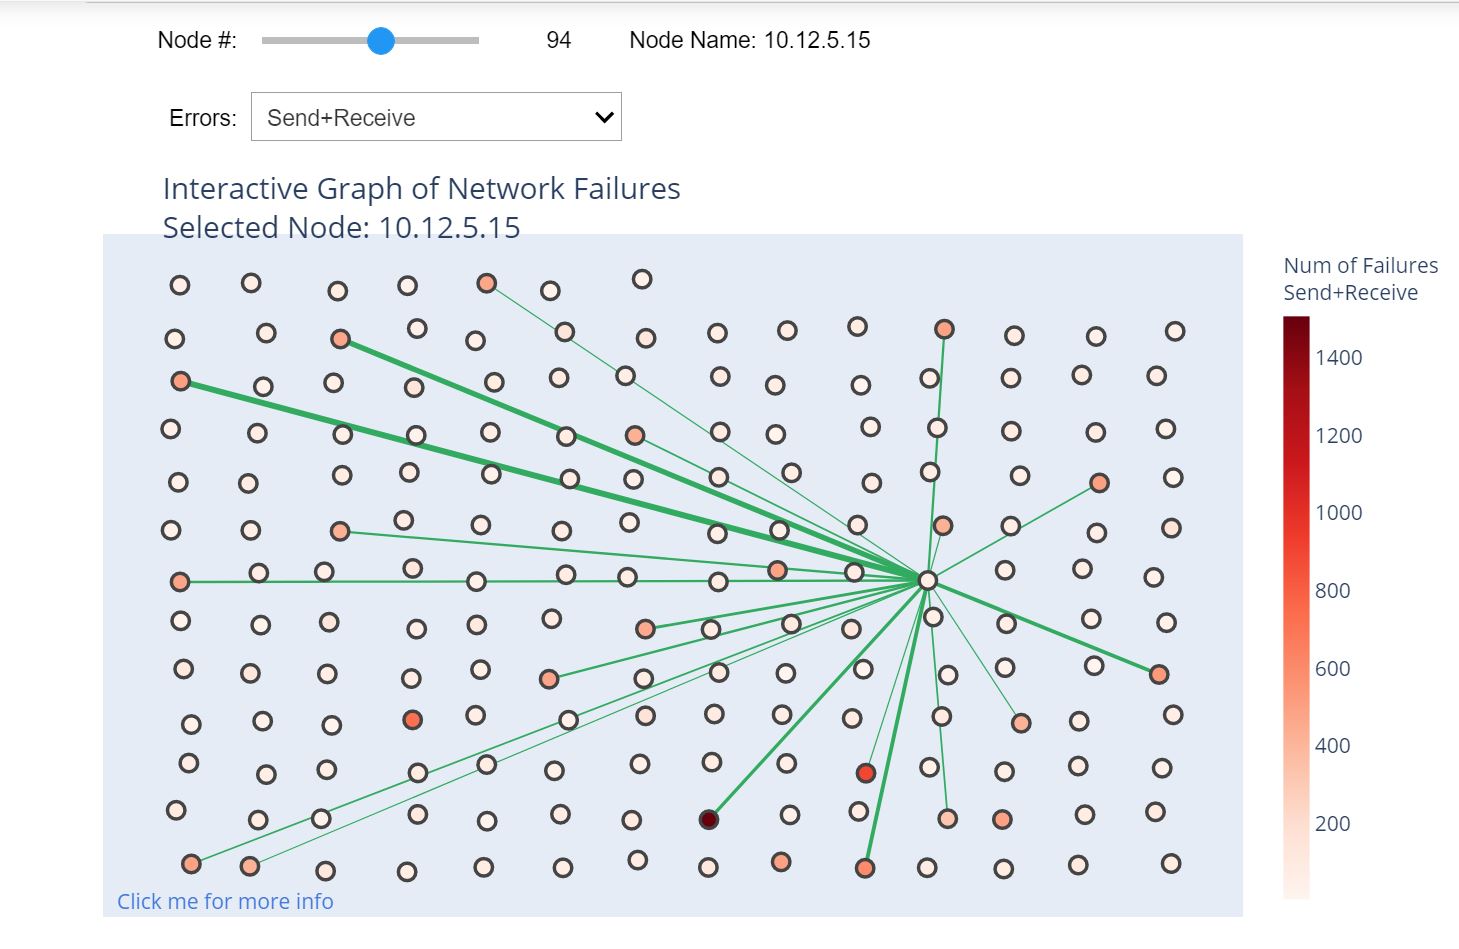 Node #: 94 Node Name: 10.12.5.15
Errors: Send+Receive
Interactive Graph of Network Failures
Selected Node: 10.12.5.15
Num of Failures
Send+Receive
1400
1200
1000
800
600
400
200
Click me for more info